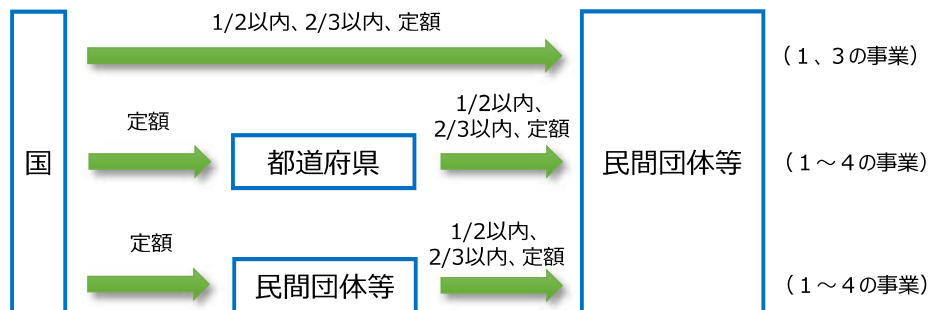 1/2以内、2/3以内、定額
（１、３の事業）
国
定額
都道府県
1/2以内、
2/3以内、定額
民間団体等
（１～４の事業）
定額
民間団体等
1/2以内、
2/3以内、定額
（１～４の事業）